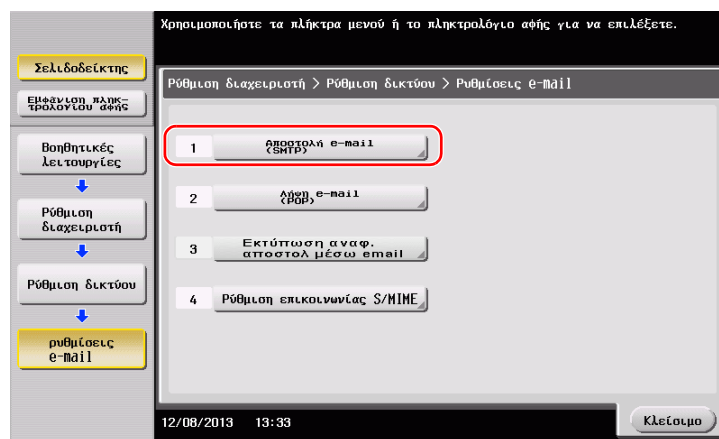 Χρησιμοποιήστε τα πλήκτρα μενού ή το πληκτρολόγιο αφής για να επιλέξετε.
Σελιδοδείκτης
Εμφάνιση πληκ-
τρολογίου αφής
Βοηθητικές
λειτουργίες
Ρύθμιση
διαχειριστή
Ρύθμιση δικτύου
ρυθμίσεις
e-mail
Ρύθμιση διαχειριστή > Ρύθμιση δικτύου > Ρυθμίσεις e-mail
1 Αποστολή e-mail
(SMTP)
2 Λήψη e-mail
(POP)
3 Εκτύπωση αναφ.
αποστολ μέσω email
4 Ρύθμιση επικοινωνίας S/MIME
12/08/2013 13:33
Κλείσιμο